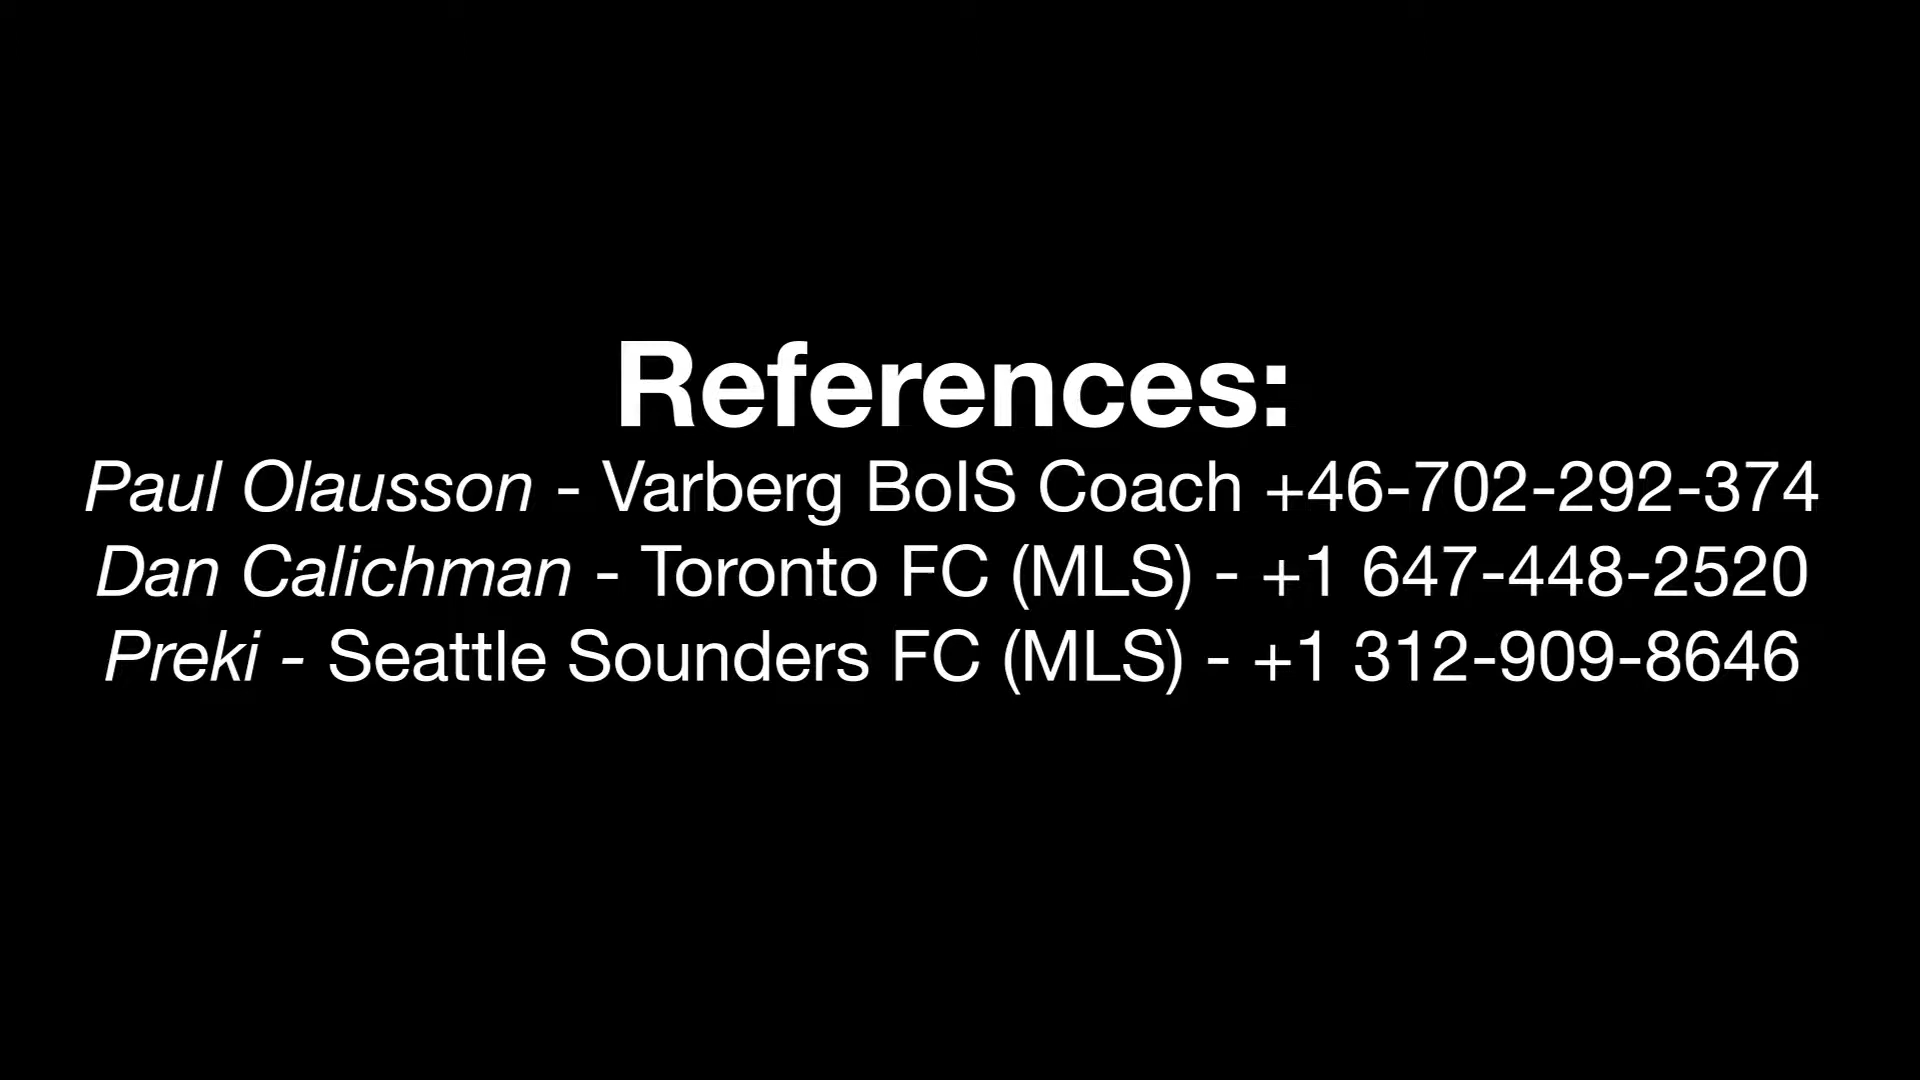 References:
Paul Olausson - Varberg BoIS Coach +46-702-292-374
Dan Calichman - Toronto FC (MLS) - +1 647-448-2520
Preki - Seattle Sounders FC (MLS) - +1 312-909-8646